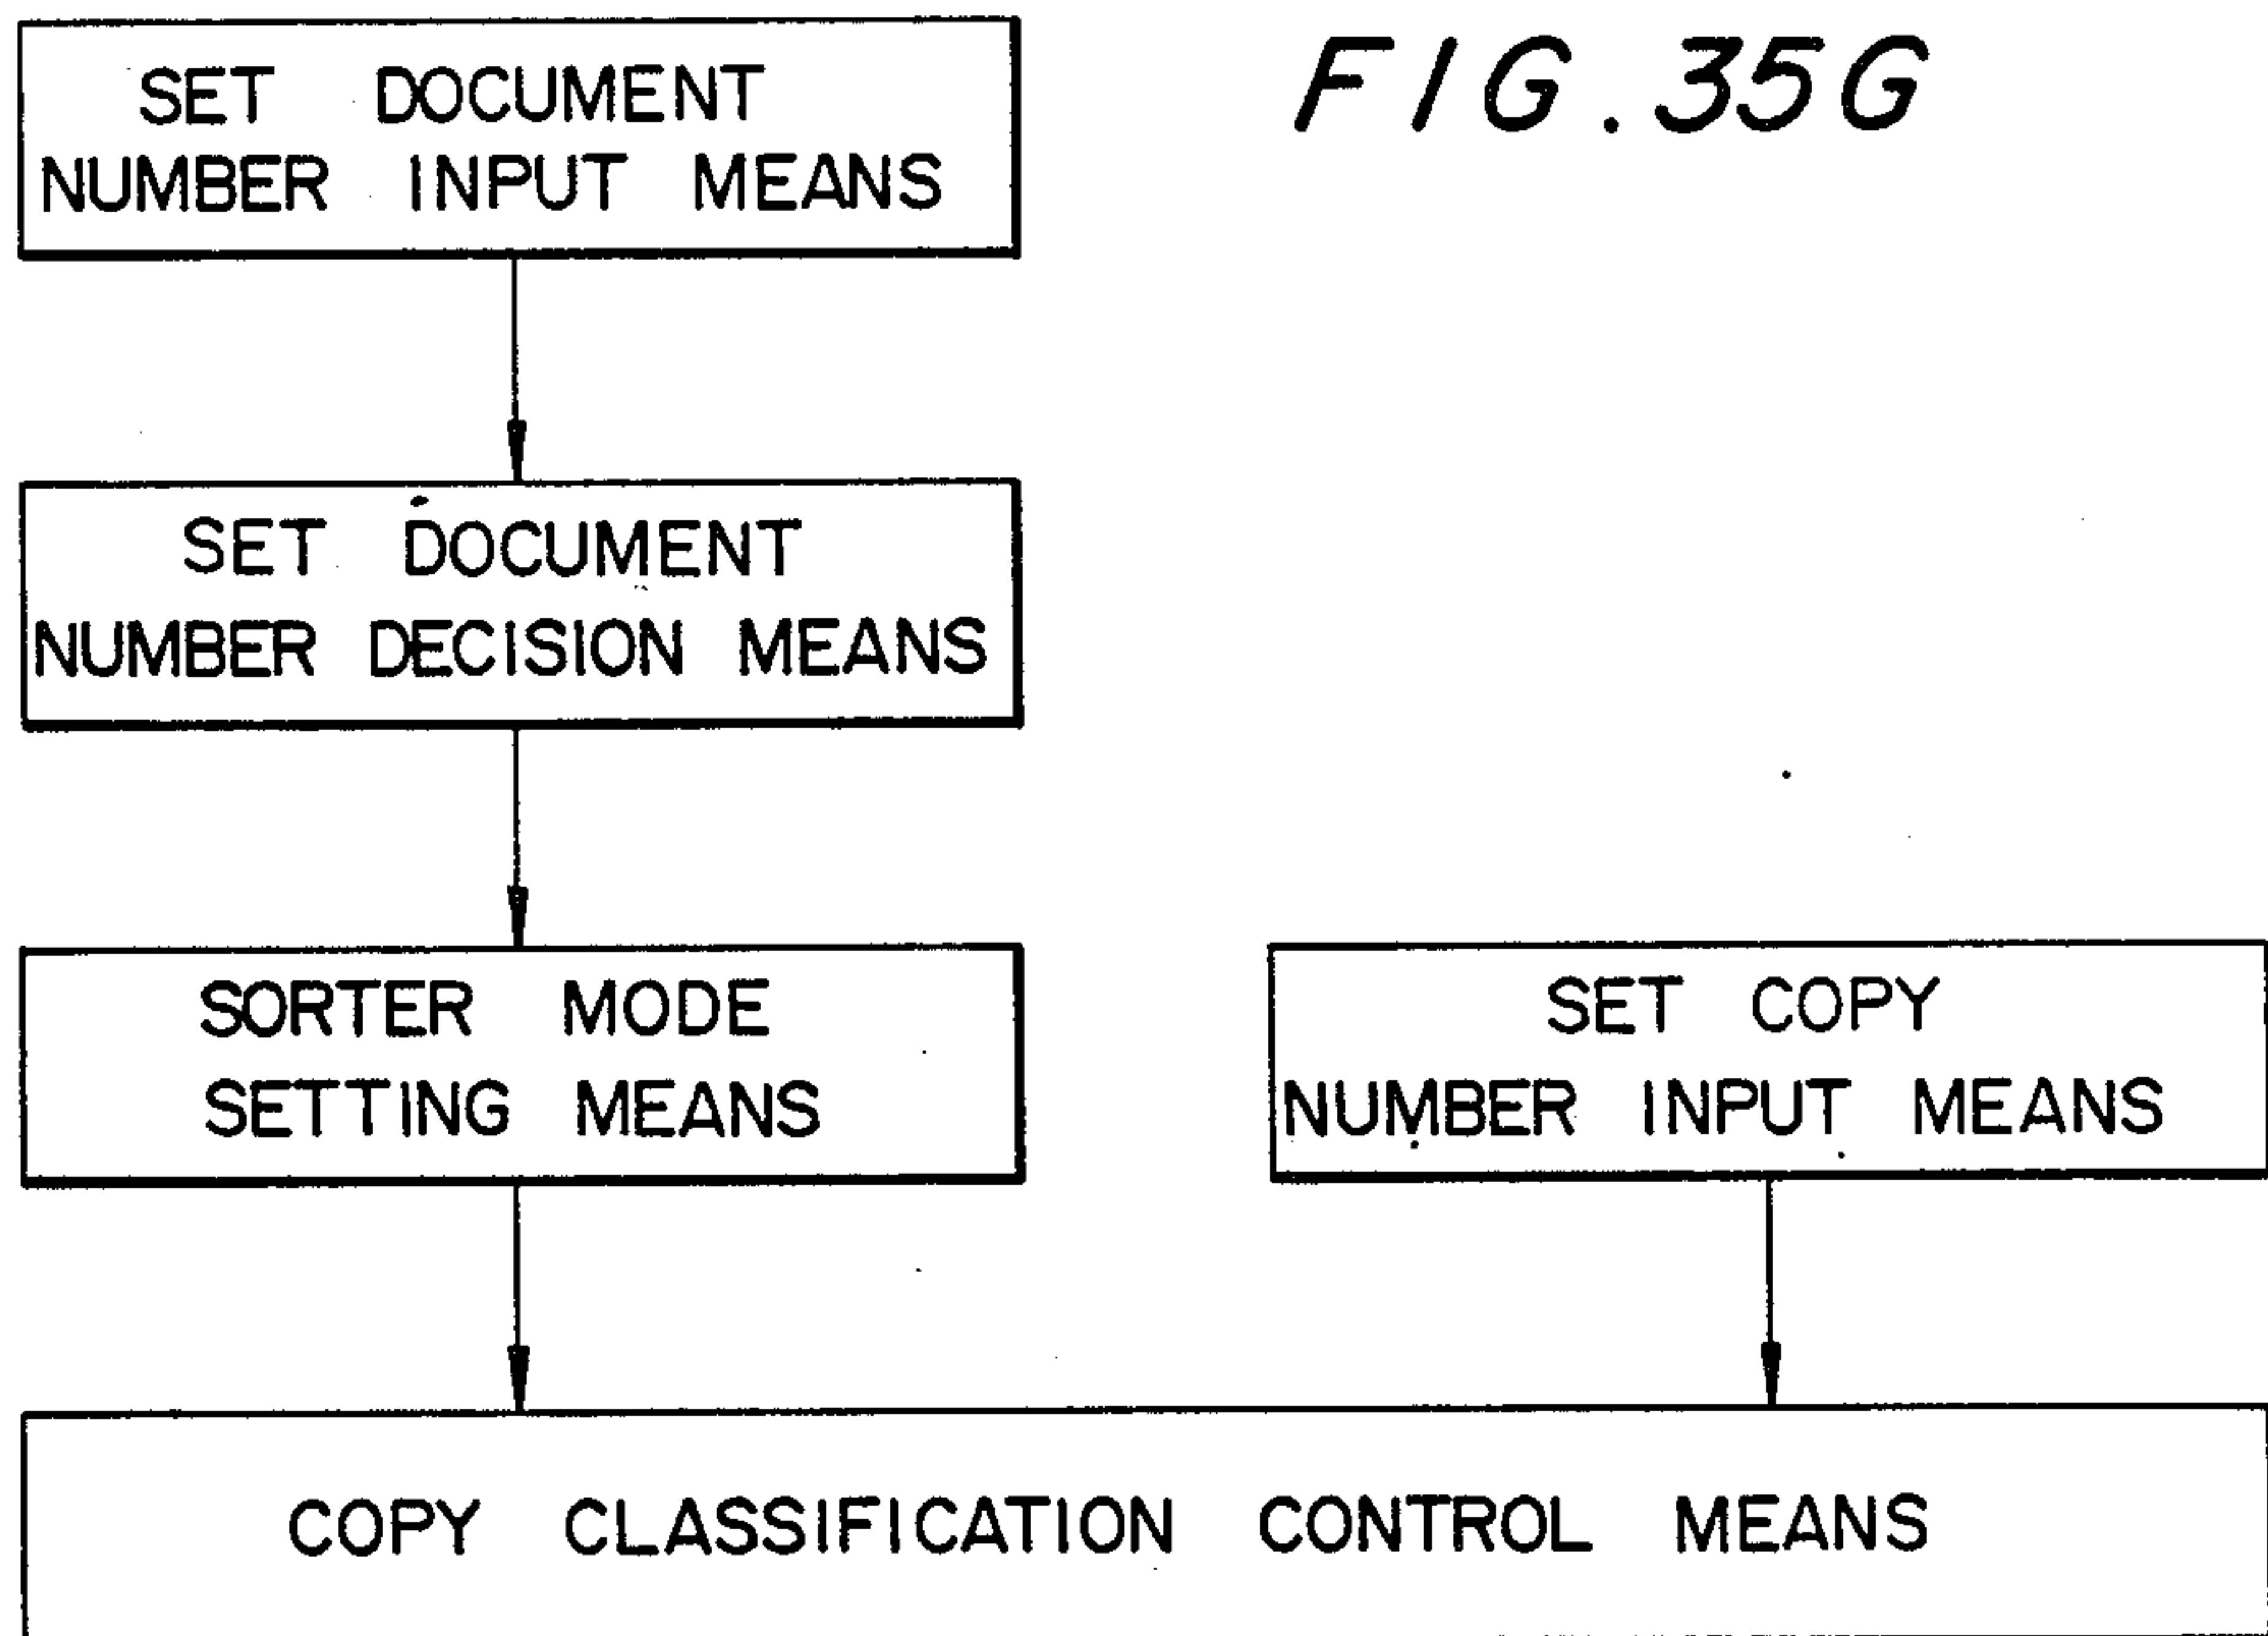 FIG. 35G
SET DOCUMENT
NUMBER INPUT MEANS
SET DOCUMENT
NUMBER DECISION MEANS
SORTER MODE
SETTING MEANS
SET COPY
NUMBER INPUT MEANS
COPY CLASSIFICATION CONTROL MEANS